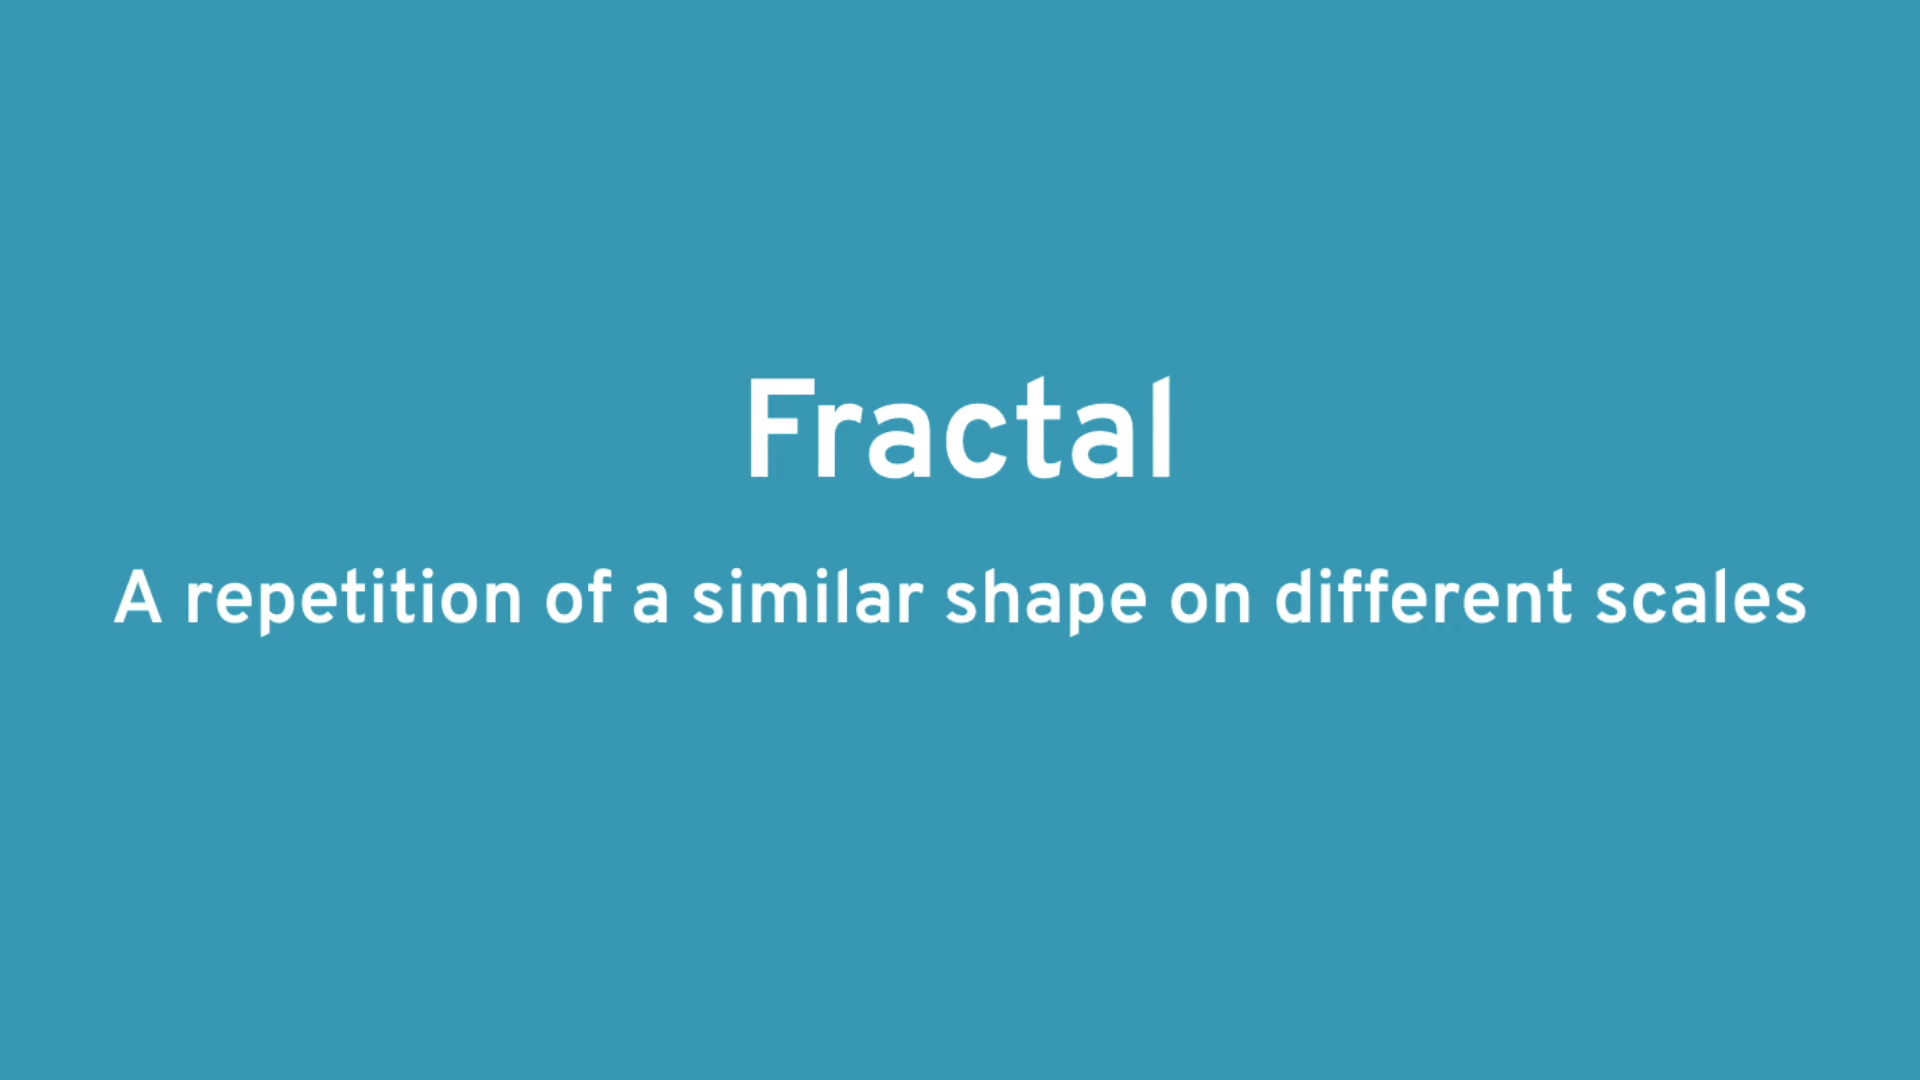 Fractal
A repetition of a similar shape on different scales